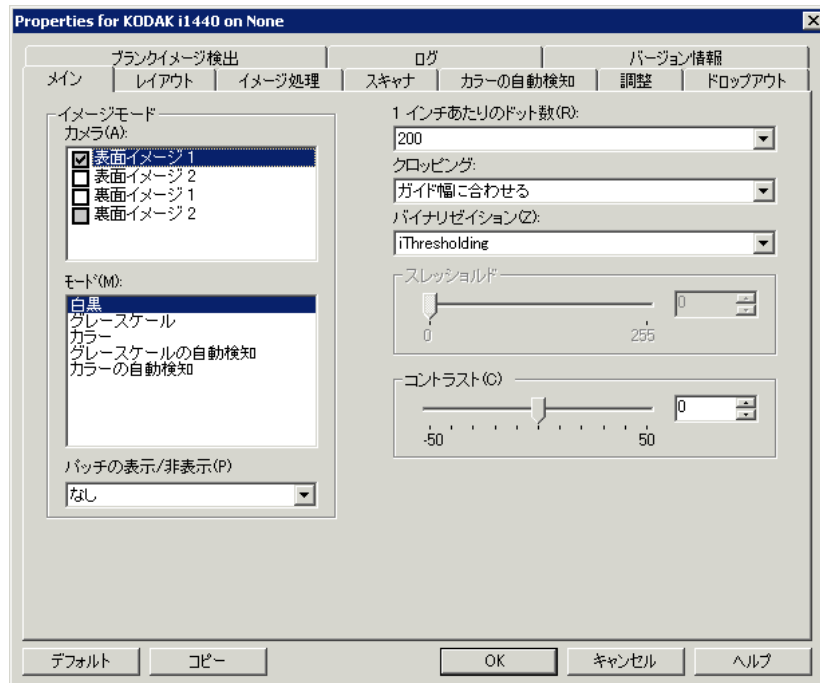 Properties for KODAK i1440 on None
ブランクイメージ検出
ログ
バージョン情報
メイン
レイアウト
イメージ処理
スキャナ
カラーの自動検知
調整
ドロップアウト
イメージモード
カメラ(A):
表面イメージ 1
表面イメージ 2
裏面イメージ 1
裏面イメージ 2
モード(M):
白黒
グレースケール
カラー
グレースケールの自動検知
カラーの自動検知
パッチの表示/非表示(P)
なし
1 インチあたりのドット数(R):
200
クロッピング:
ガイド幅に合わせる
バイナリゼイション(Z):
iThresholding
スレッショルド
0
0
255
コントラスト(C)
0
-50
50
デフォルト
コピー
OK
キャンセル
ヘルプ